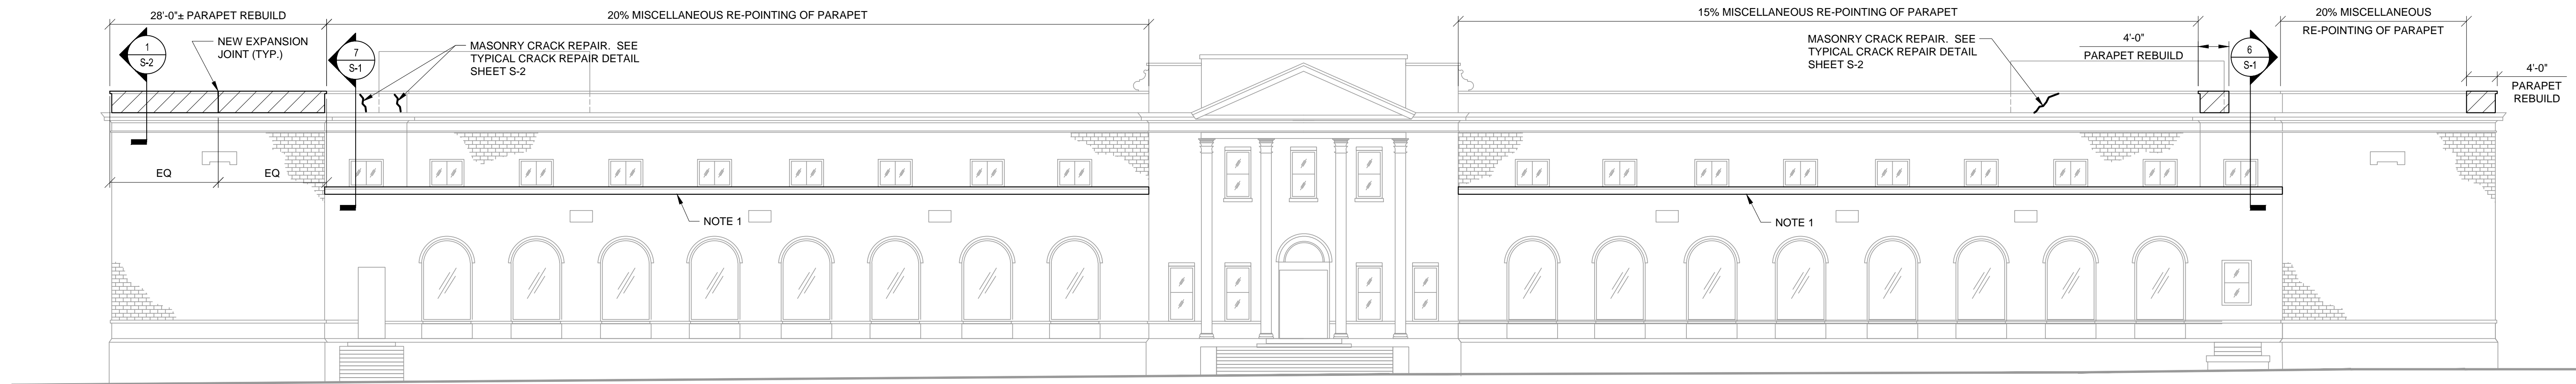 28'-0"± PARAPET REBUILD
20% MISCELLANEOUS RE-POINTING OF PARAPET
15% MISCELLANEOUS RE-POINTING OF PARAPET
20% MISCELLANEOUS
RE-POINTING OF PARAPET
1
S-2
NEW EXPANSION
JOINT (TYP.)
7
S-1
MASONRY CRACK REPAIR.  SEE
TYPICAL CRACK REPAIR DETAIL
SHEET S-2
MASONRY CRACK REPAIR.  SEE
TYPICAL CRACK REPAIR DETAIL
SHEET S-2
4'-0"
PARAPET REBUILD
6
S-1
4'-0"
PARAPET
REBUILD
EQ
EQ
NOTE 1
NOTE 1